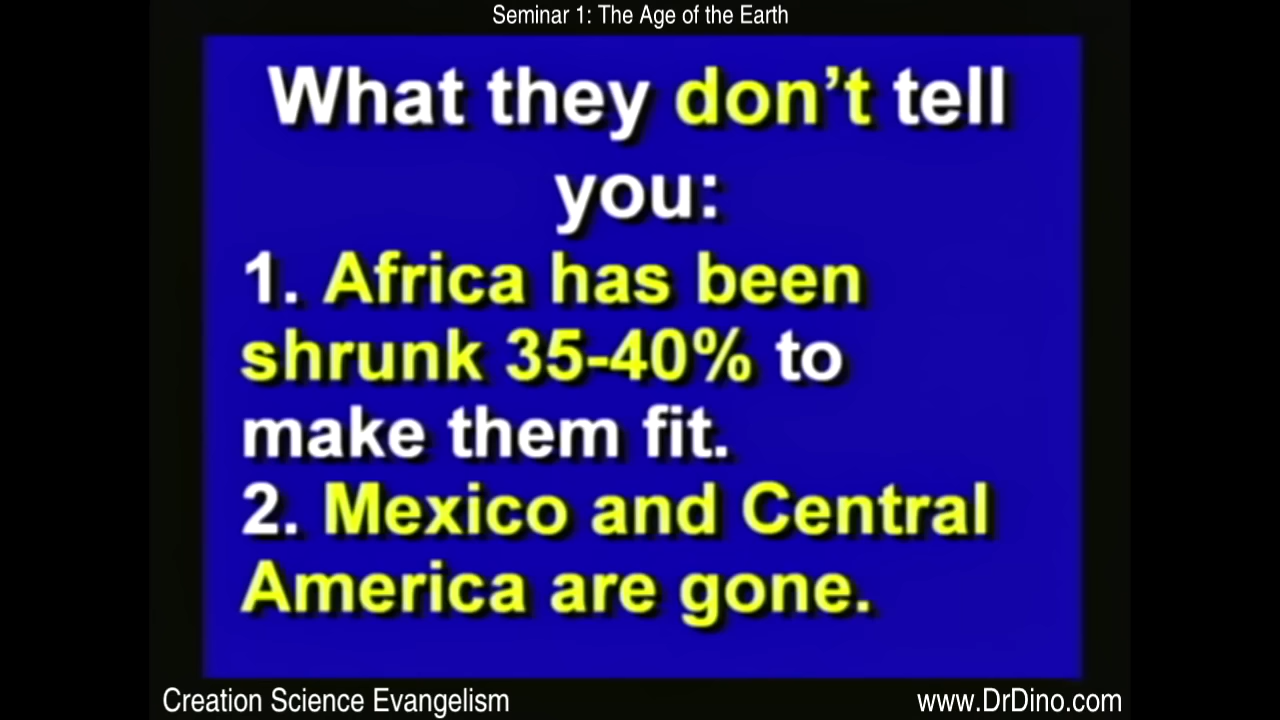 Seminar 1: The Age of the Earth
What they don't tell
you:
1. Africa has been
shrunk 35-40% to
make them fit.
2. Mexico and Central
America are gone.
Creation Science Evangelism
www.DrDino.com